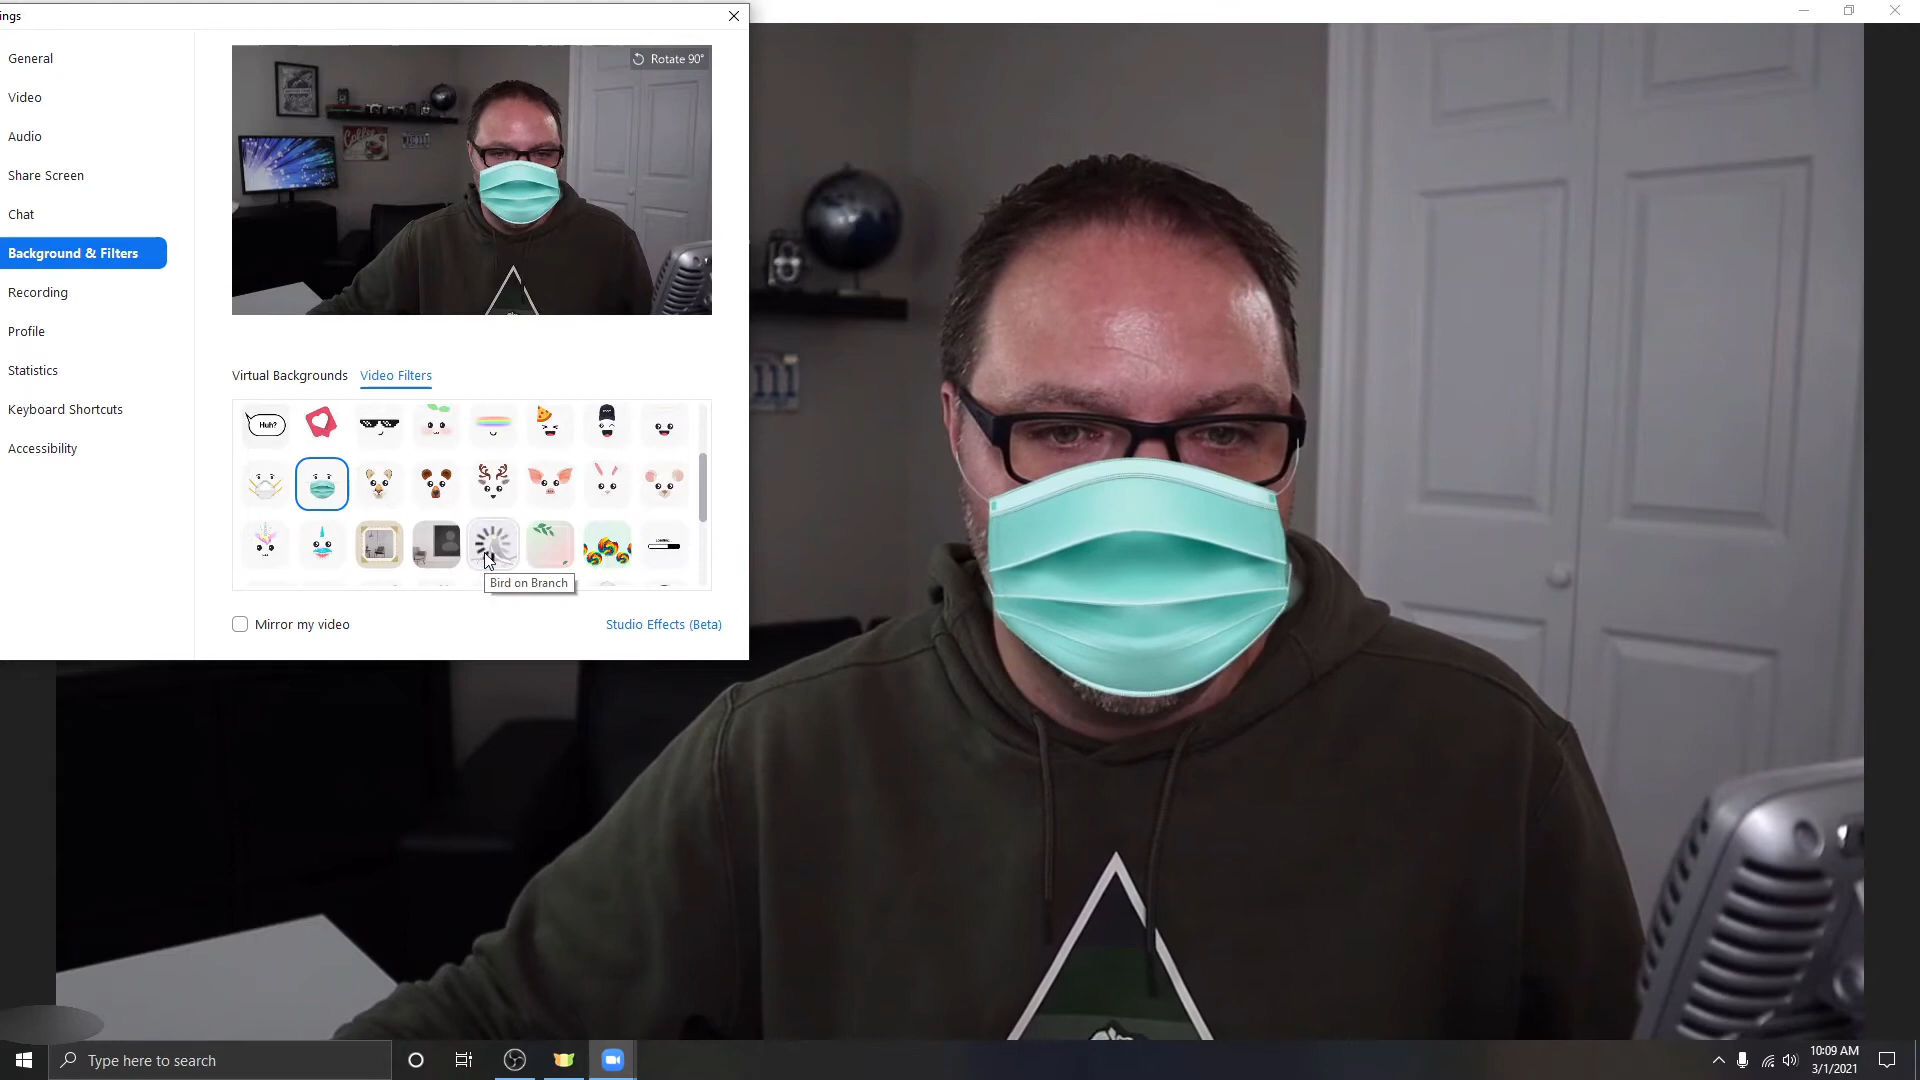 ings
Rotate 90°
General
Video
Audio
Share Screen
Chat
Background & Filters
Recording
Profile
Statistics
Keyboard Shortcuts
Accessibility
Coffee
Virtual Backgrounds
Video Filters
Huh?
Bird on Branch
Mirror my video
Studio Effects (Beta)
Type here to search
10:09 AM
3/1/2021